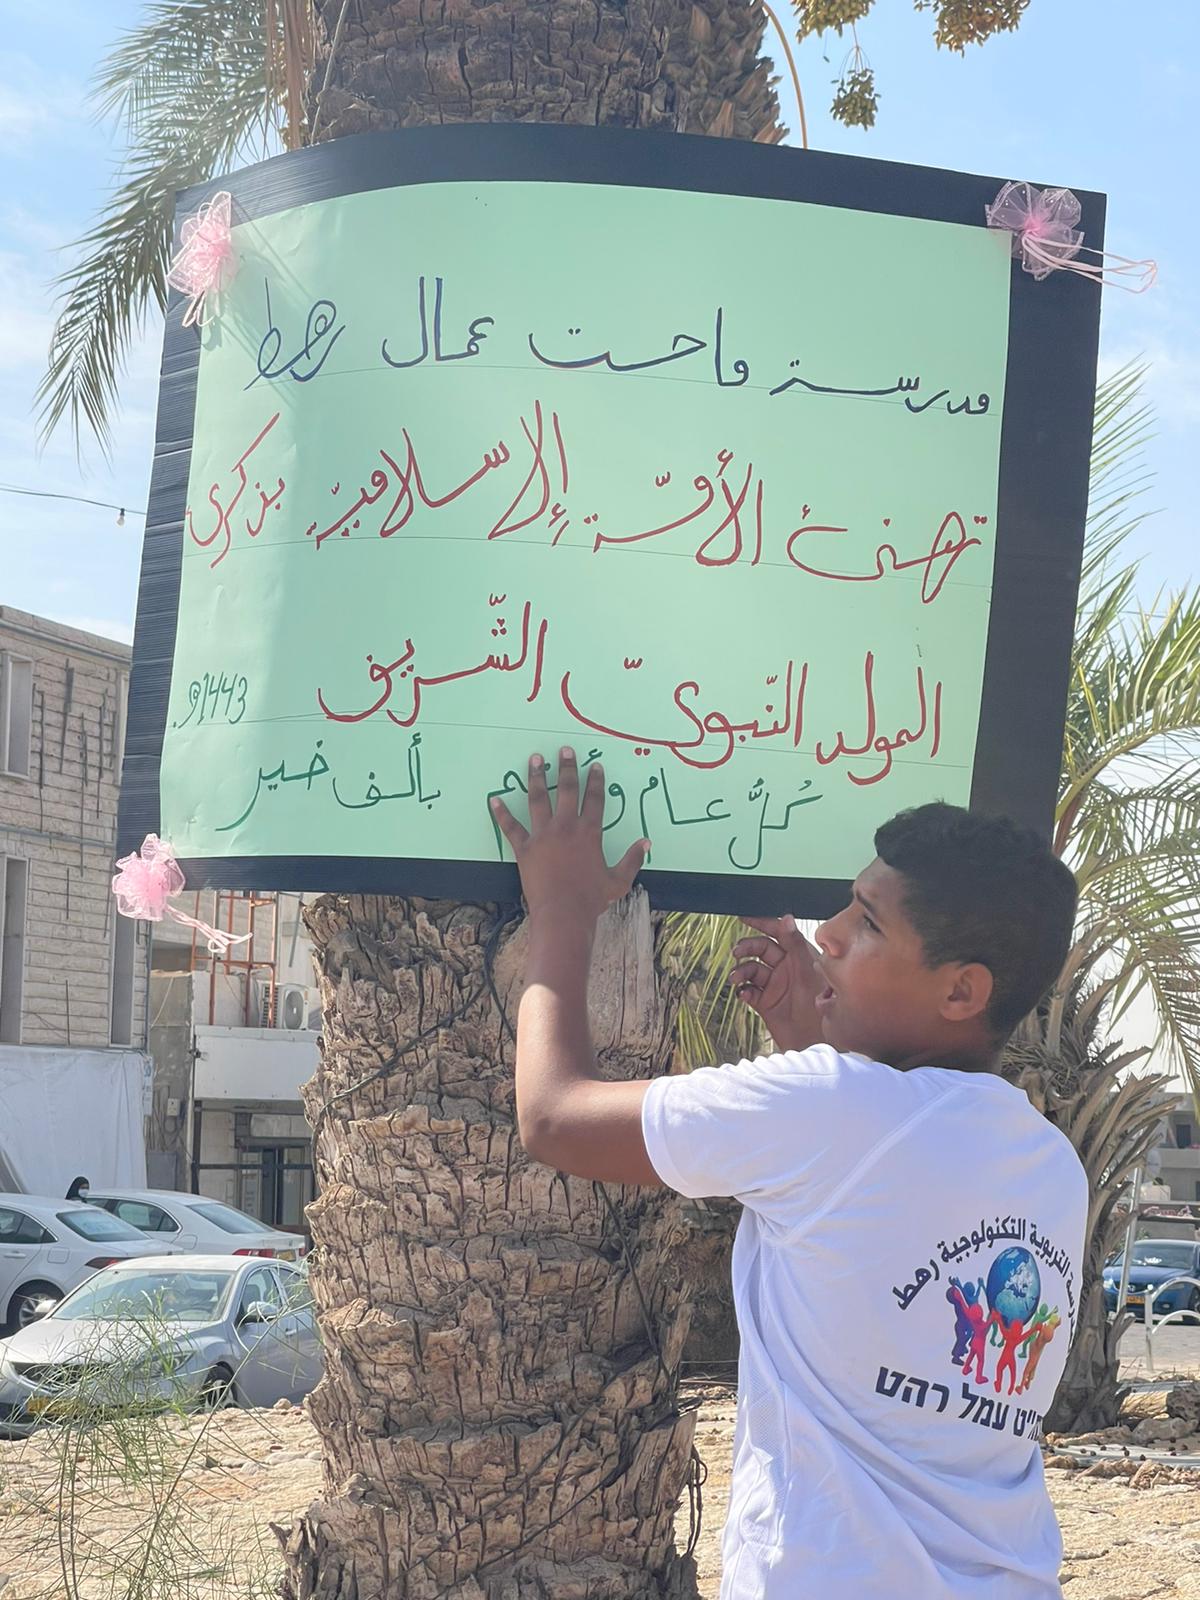 مدرسة واحت عمال رهط
تهنئ الأمّة الإسلاميّة بذكرى
المولد النّبويّ الشّريف
1443هـ.
كُلُّ عام وأنتم بألف خير
التربوية التكنولوجية رهط
עמל רהט